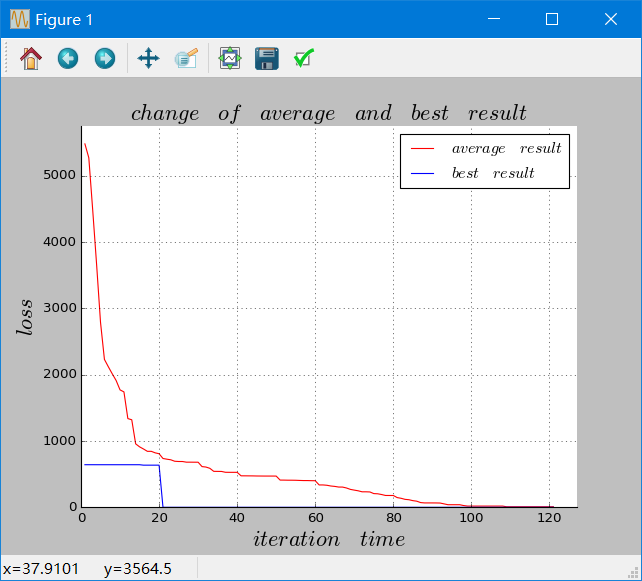 Figure 1
change of average and best result
average result
best result
5000
4000
3000
2000
1000
0
loss
0 20 40 60 80 100 120
iteration time
x=37.9101 y=3564.5